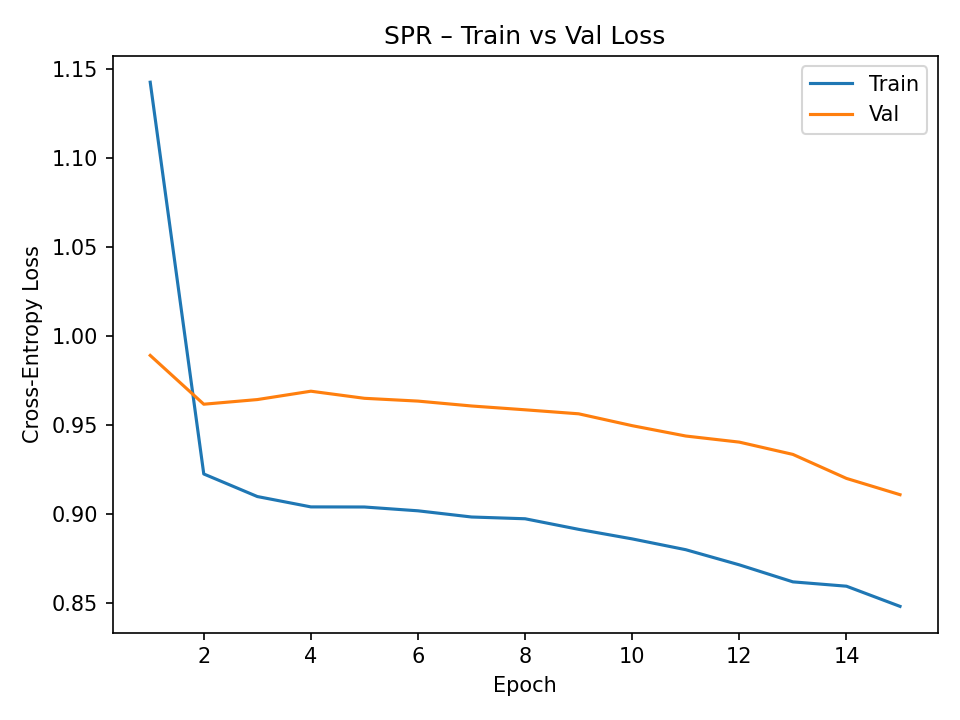 SPR – Train vs Val Loss
Train
Val
Cross-Entropy Loss
1.15
1.10
1.05
1.00
0.95
0.90
0.85
2 4 6 8 10 12 14
Epoch